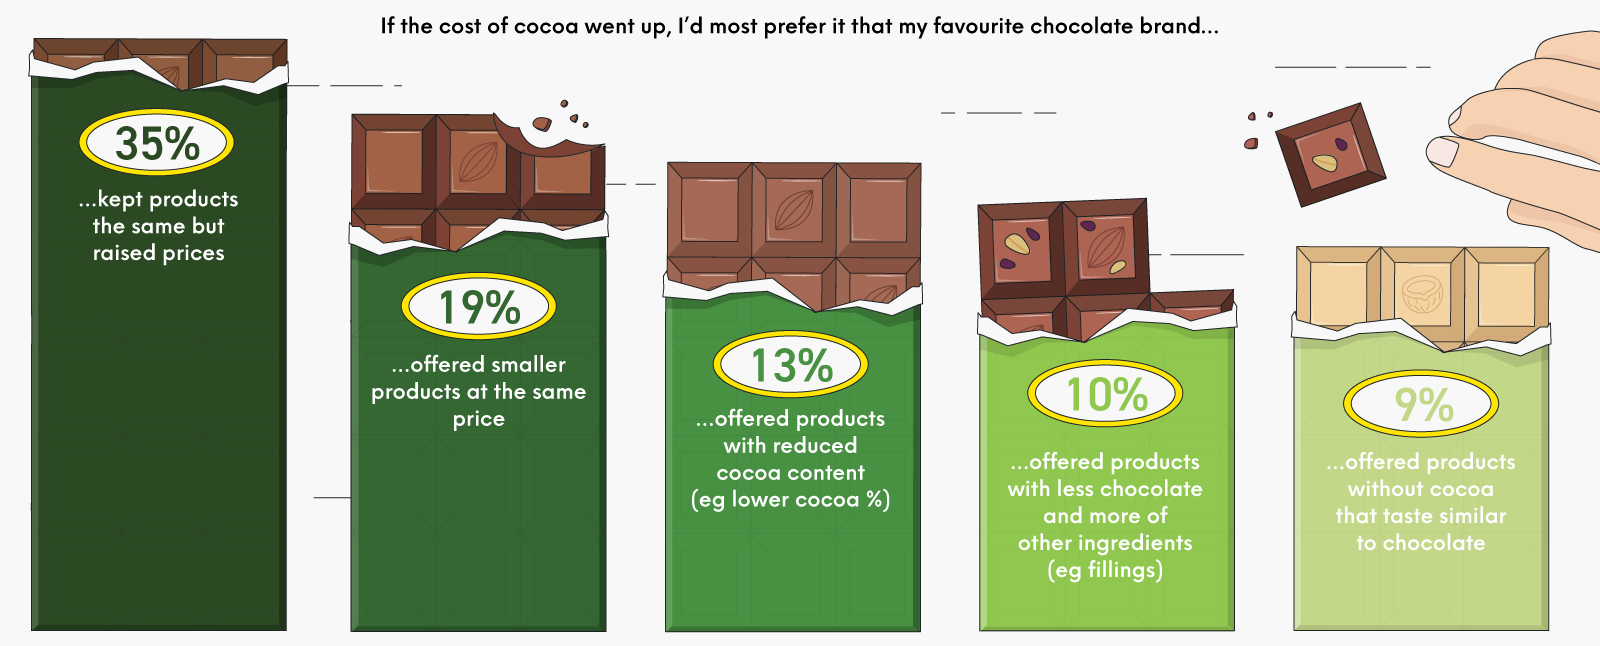 If the cost of cocoa went up, I’d most prefer it that my favourite chocolate brand...
35%
...kept products
the same but
raised prices
19%
...offered smaller
products at the same
price
13%
...offered products
with reduced
cocoa content
(eg lower cocoa %)
10%
...offered products
with less chocolate
and more of
other ingredients
(eg fillings)
9%
...offered products
without cocoa
that taste similar
to chocolate